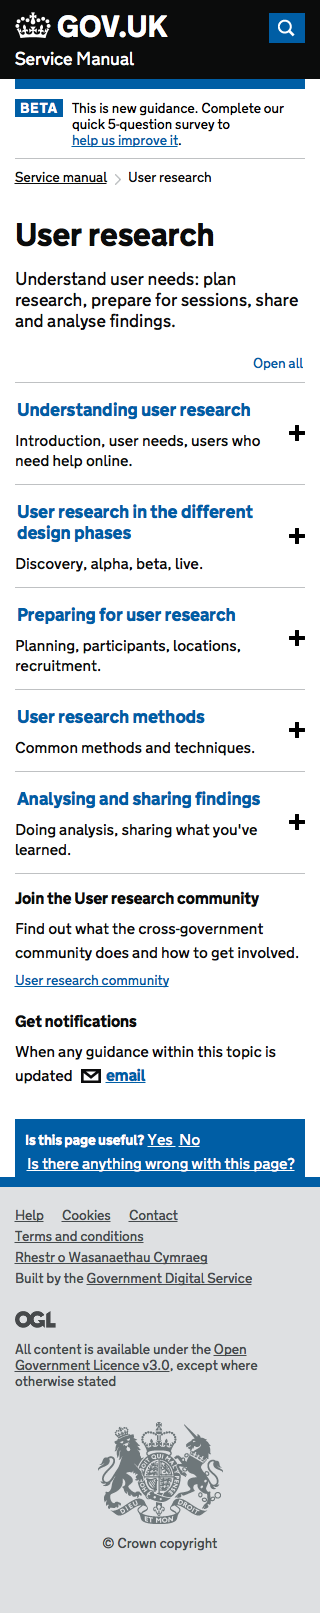 GOV.UK
Service Manual
BETA This is new guidance. Complete our
quick 5-question survey to
help us improve it.
Service manual User research
User research
Understand user needs: plan
research, prepare for sessions, share
and analyse findings.
Open all
Understanding user research
Introduction, user needs, users who
need help online.
User research in the different
design phases
Discovery, alpha, beta, live.
Preparing for user research
Planning, participants, locations,
recruitment.
User research methods
Common methods and techniques.
Analysing and sharing findings
Doing analysis, sharing what you've
learned.
Join the User research community
Find out what the cross-government
community does and how to get involved.
User research community
Get notifications
When any guidance within this topic is
updated email
Is this page useful? Yes No
Is there anything wrong with this page?
Help Cookies Contact
Terms and conditions
Rhestr o Wasanaethau Cymraeg
Built by the Government Digital Service
OGL
All content is available under the Open
Government Licence v3.0, except where
otherwise stated
DIEU ET MON DROIT
© Crown copyright